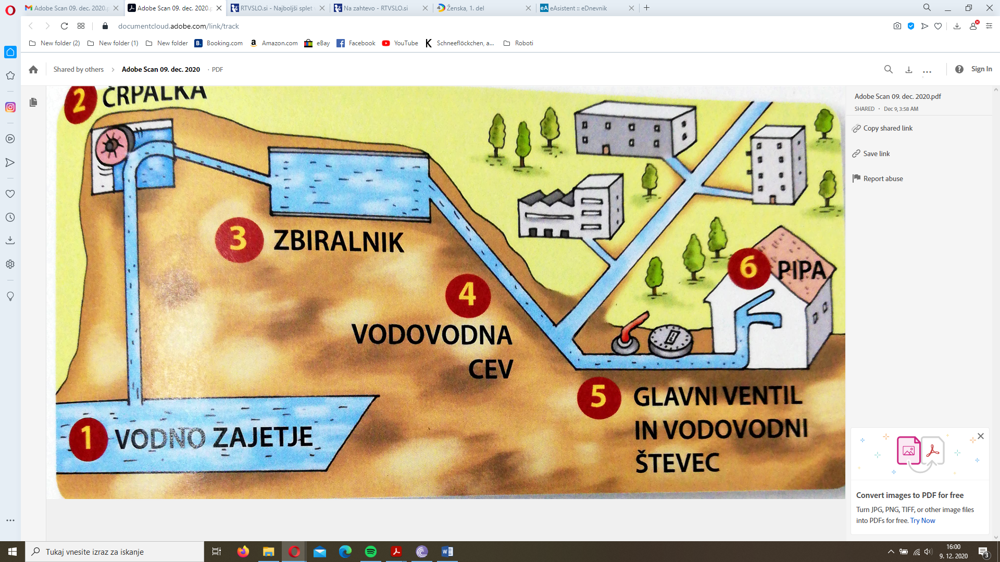 Adobe Scan 09. dec. 2020.p
Adobe Scan 09. dec. 2020.p
RTVSLO.si - Najboljši splet v
Na zahtevo - RTVSLO.si
Ženska, 1. del
eAsistent :: eDnevnik
documentcloud.adobe.com/link/track
New folder (2)
New folder (1)
New folder
Booking.com
Amazon.com
eBay
Facebook
YouTube
Schneeflöckchen, a...
Roboti
Shared by others
Adobe Scan 09. dec. 2020
· PDF
Sign In
2 ČRPALKA
3 ZBIRALNIK
4
VODOVODNA
CEV
6 PIPA
5 GLAVNI VENTIL
IN VODOVODNI
ŠTEVEC
1 VODNO ZAJETJE
Adobe Scan 09. dec. 2020.pdf
SHARED · Dec 9, 3:58 AM
Copy shared link
Save link
Report abuse
Convert images to PDF for free
Turn JPG, PNG, TIFF, or other image files
into PDFs for free. Try Now
Tukaj vnesite izraz za iskanje
16:00
9. 12. 2020
3